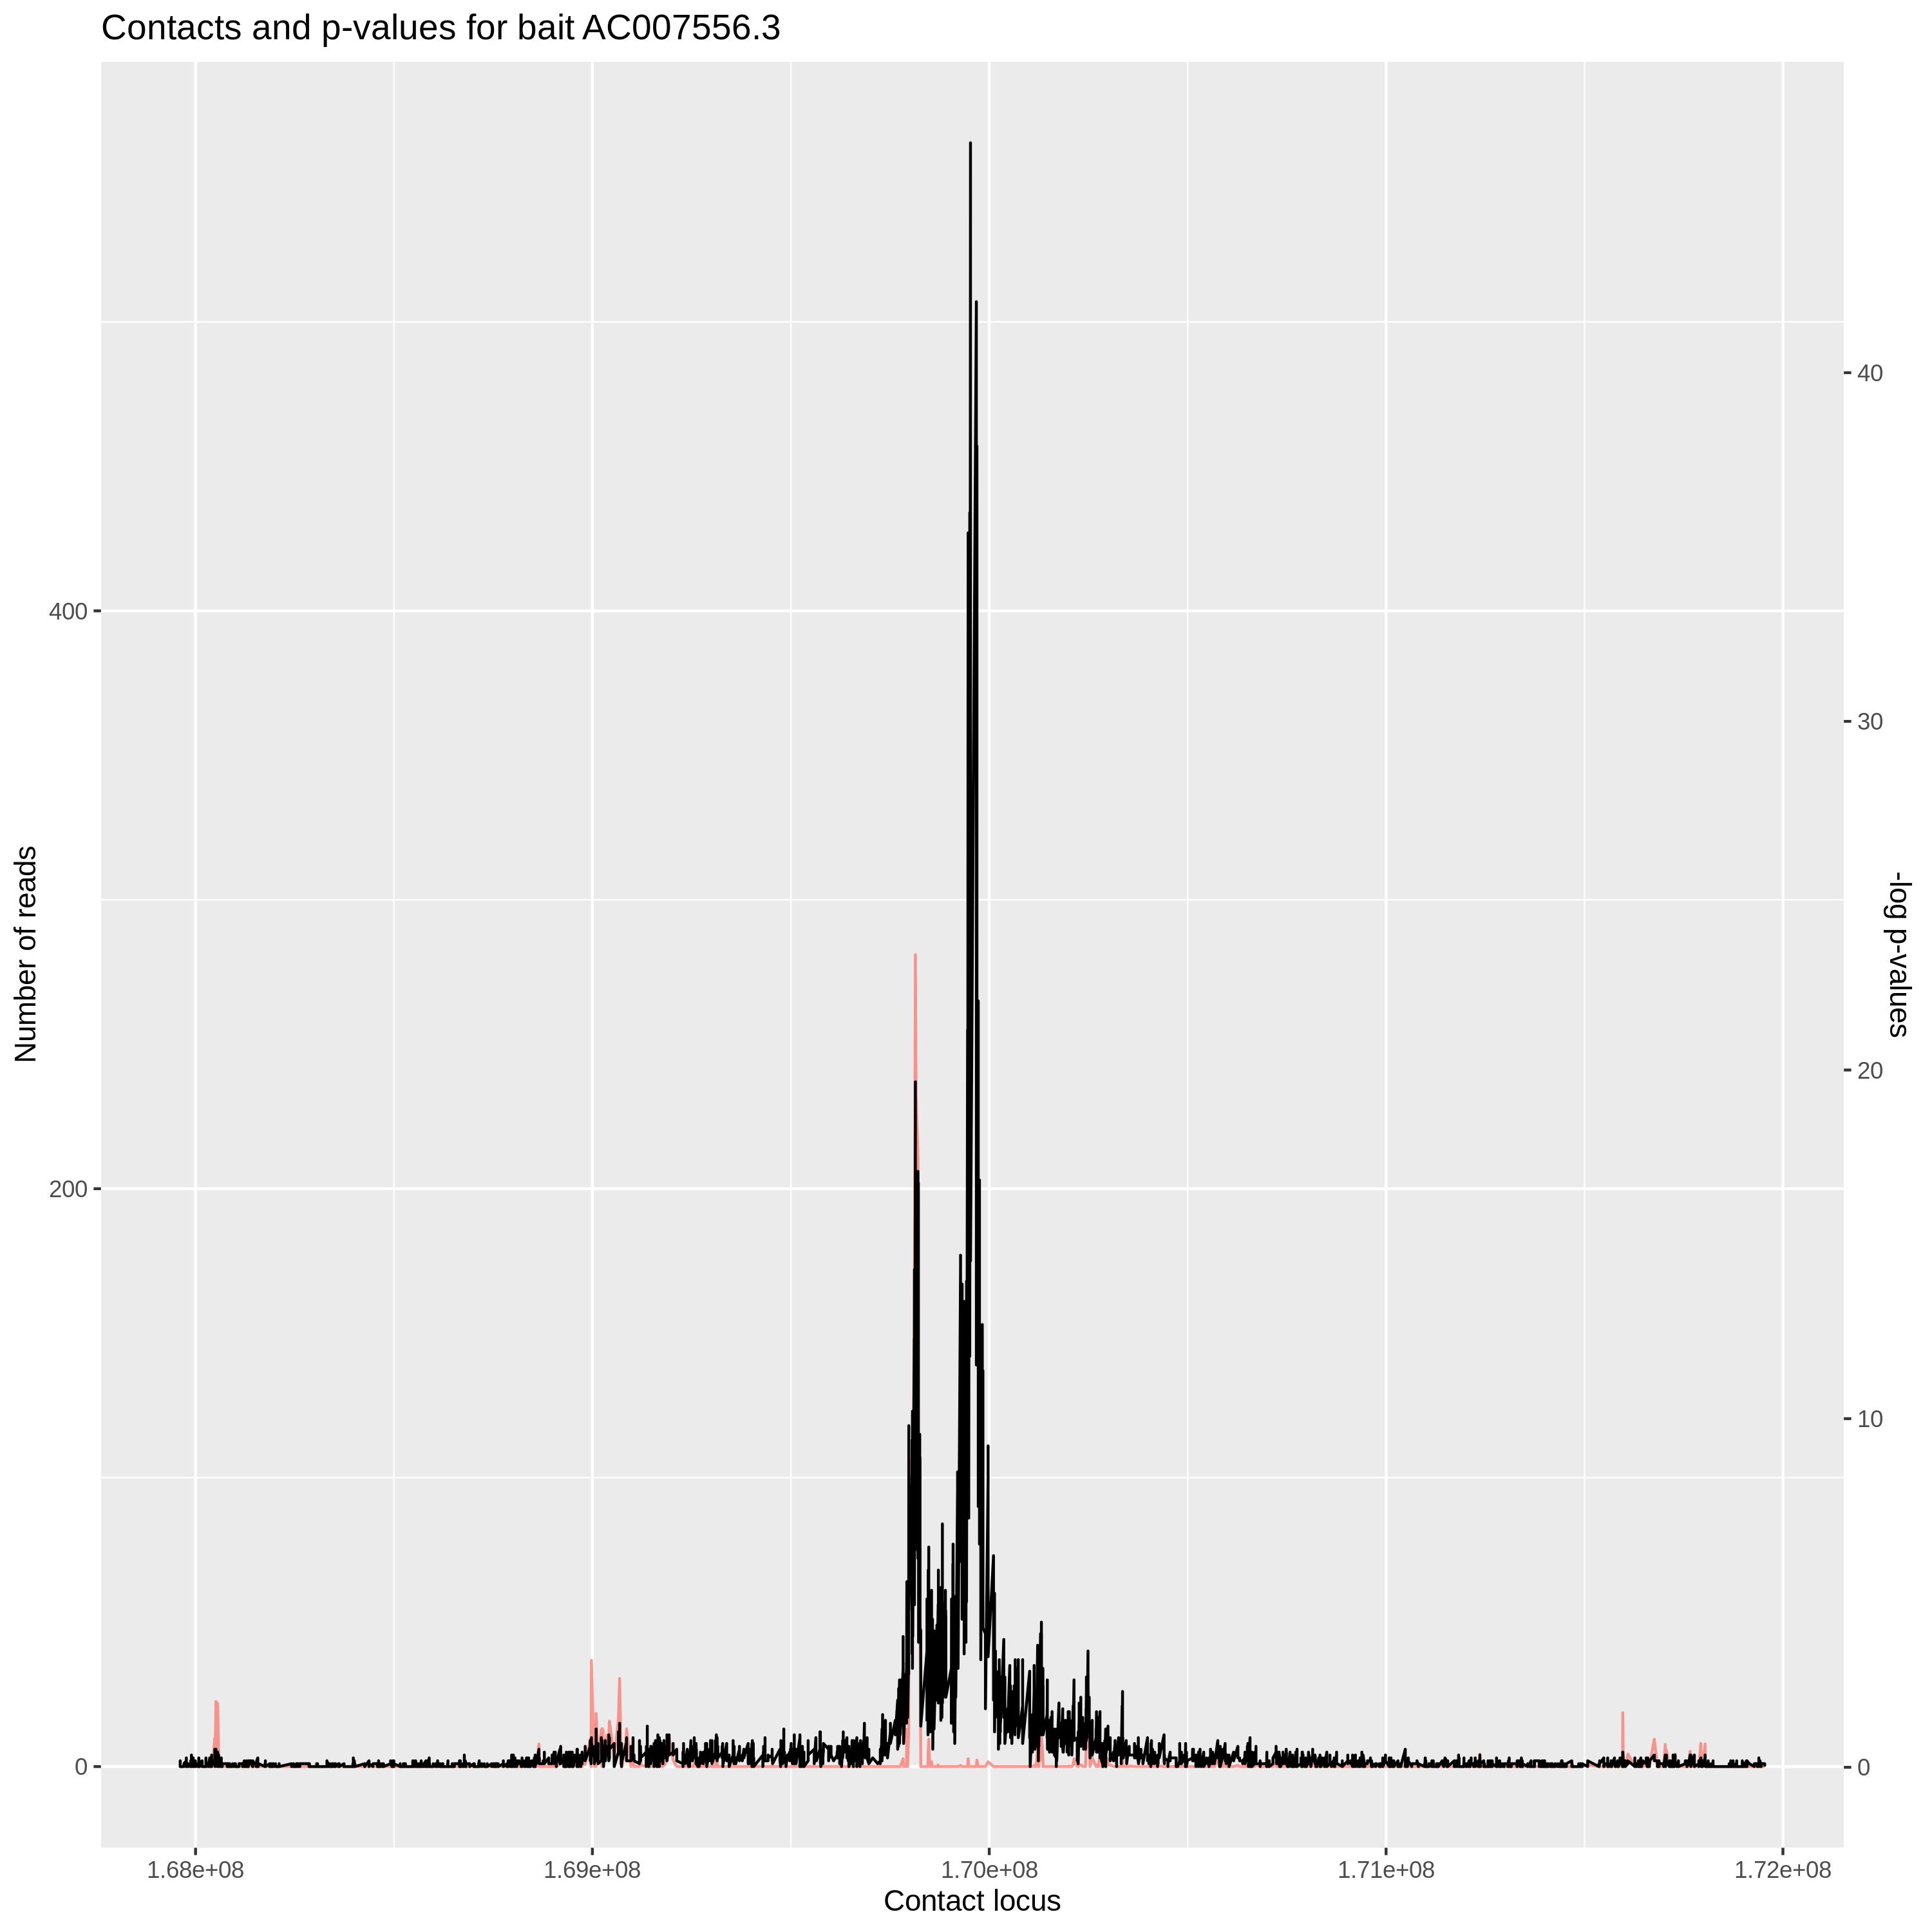 Contacts and p-values for bait AC007556.3
Number of reads
400
200
0
40
30
20
10
0
-log p-values
1.68e+08 1.69e+08 1.70e+08 1.71e+08 1.72e+08
Contact locus